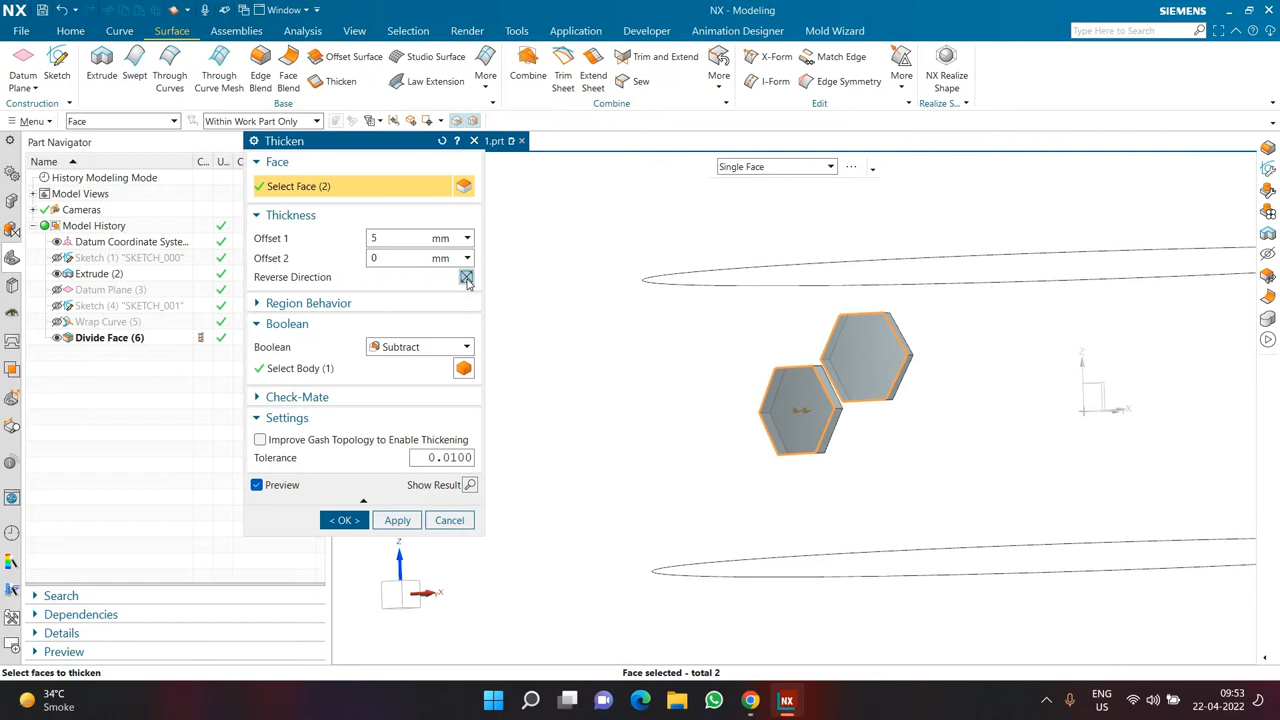 NX
Window
NX - Modeling
SIEMENS
File Home Curve Surface Assemblies Analysis View Selection Render Tools Application Developer Animation Designer Mold Wizard
Type Here to Search
Datum Plane
Sketch
Extrude
Swept
Through Curves
Through Curve Mesh
Edge Blend
Face Blend
Offset Surface
Thicken
Studio Surface
Law Extension
More
Combine
Trim Sheet
Extend Sheet
Trim and Extend
Sew
More
X-Form
I-Form
Match Edge
Edge Symmetry
More
NX Realize Shape
Construction Base Combine Edit Realize S...
Menu Face Within Work Part Only
Part Navigator
Name C... U... C
History Modeling Mode
Model Views
Cameras
Model History
Datum Coordinate Syste...
Sketch (1) "SKETCH_000"
Extrude (2)
Datum Plane (3)
Sketch (4) "SKETCH_001"
Wrap Curve (5)
Divide Face (6)
Search
Dependencies
Details
Preview
Thicken
1.prt
Single Face
Face
Select Face (2)
Thickness
Offset 1 5 mm
Offset 2 0 mm
Reverse Direction
Region Behavior
Boolean
Boolean Subtract
Select Body (1)
Check-Mate
Settings
Improve Gash Topology to Enable Thickening
Tolerance 0.0100
Preview Show Result
< OK > Apply Cancel
Z
X
Z
X
Select faces to thicken
Face selected - total 2
34°C
Smoke
NX
ENG
US
09:53
22-04-2022